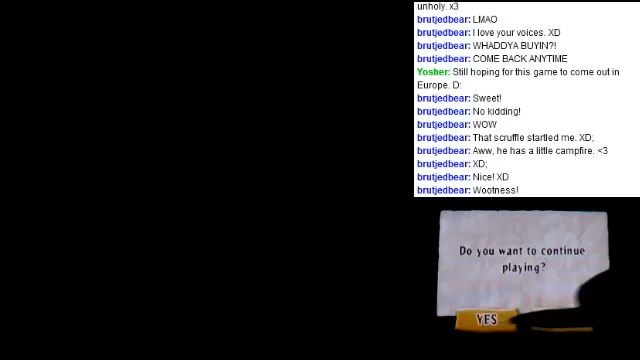 unholy. x3
brutjedbear: LMAO
brutjedbear: I love your voices. XD
brutjedbear: WHADDYA BUYIN?!
brutjedbear: COME BACK ANYTIME
Yosher: Still hoping for this game to come out in
Europe. D:
brutjedbear: Sweet!
brutjedbear: No kidding!
brutjedbear: WOW
brutjedbear: That scruffle startled me. XD;
brutjedbear: Aww, he has a little campfire. <3
brutjedbear: XD;
brutjedbear: Nice! XD
brutjedbear: Wootness!
Do you want to continue
playing?
YES